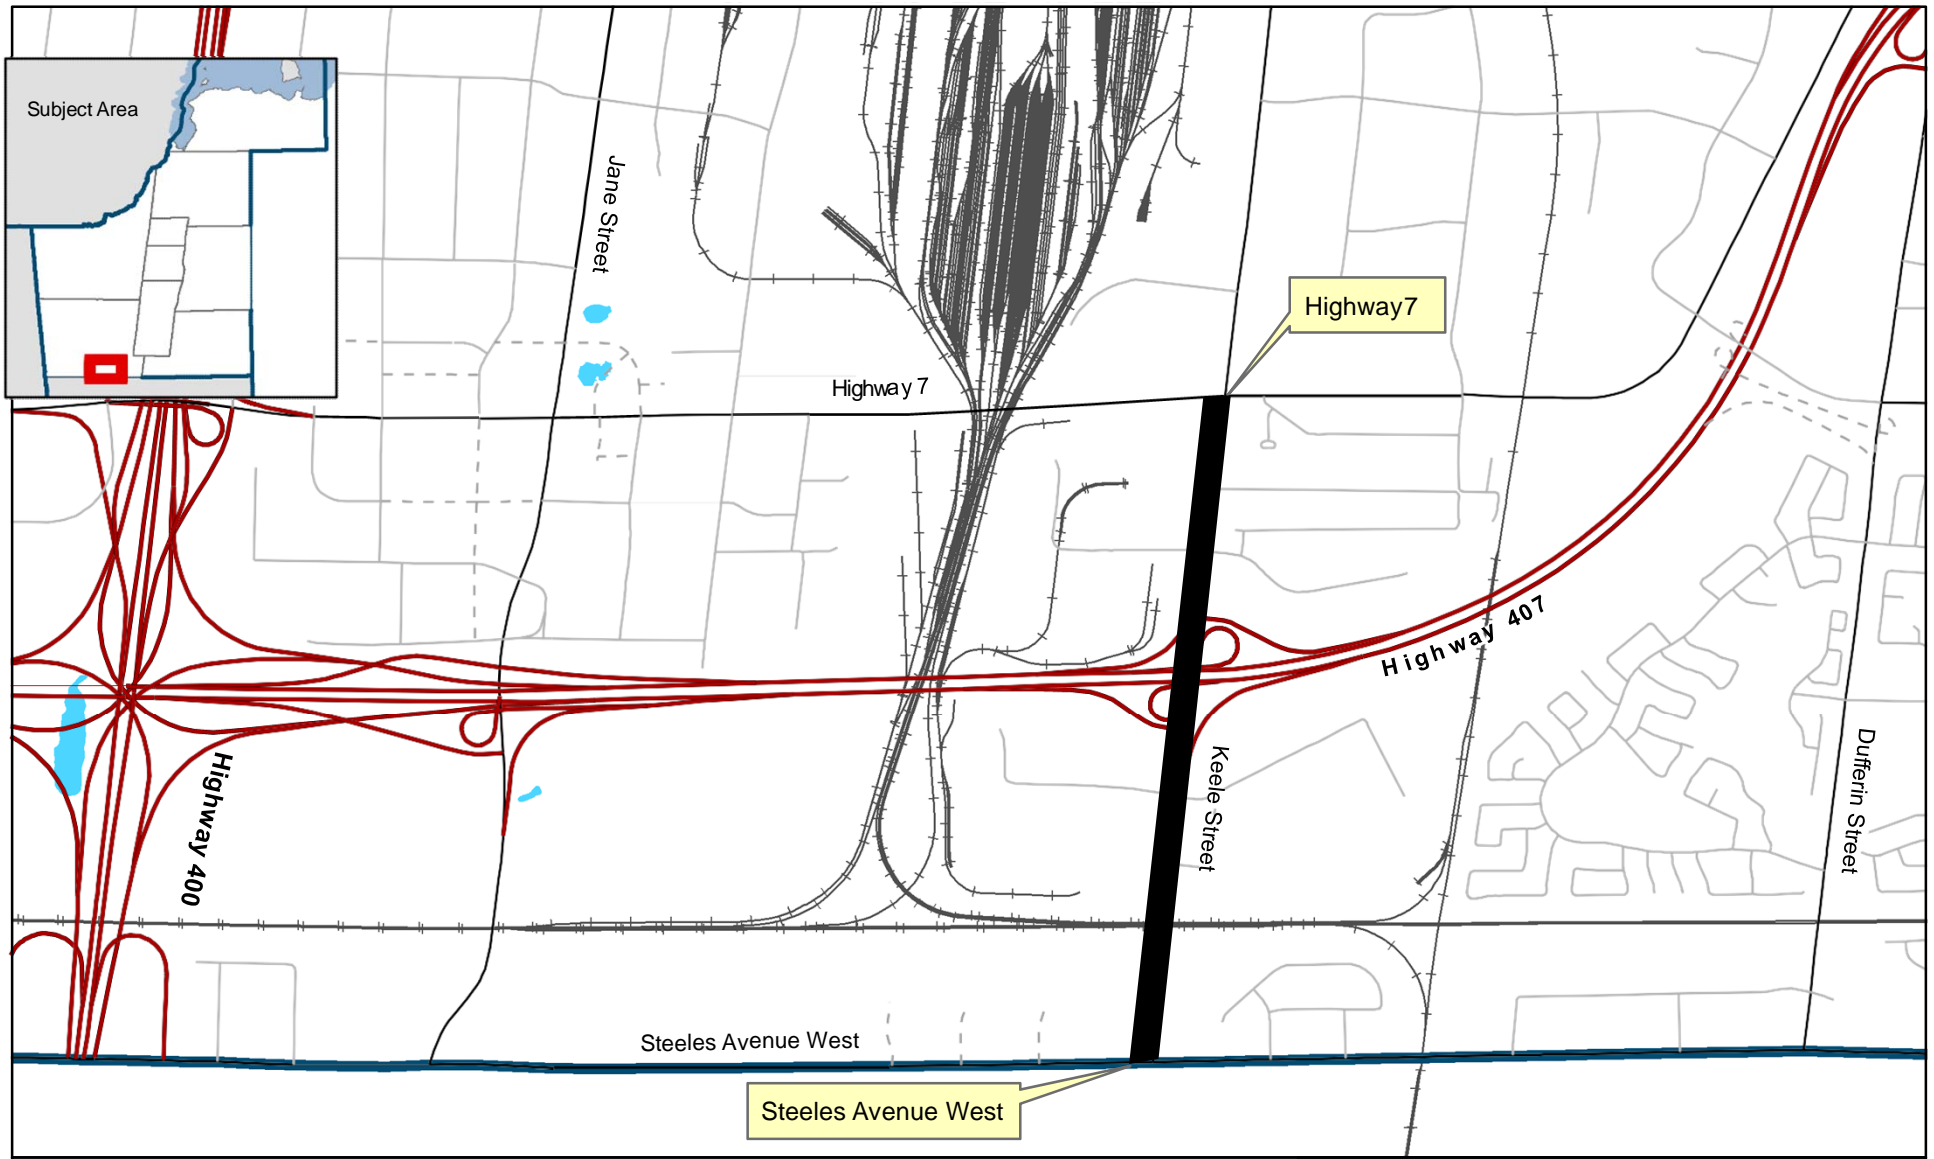 Subject Area
Jane Street
Highway7
Highway 7
Highway 407
Keele Street
Dufferin Street
Highway 400
Steeles Avenue West
Steeles Avenue West